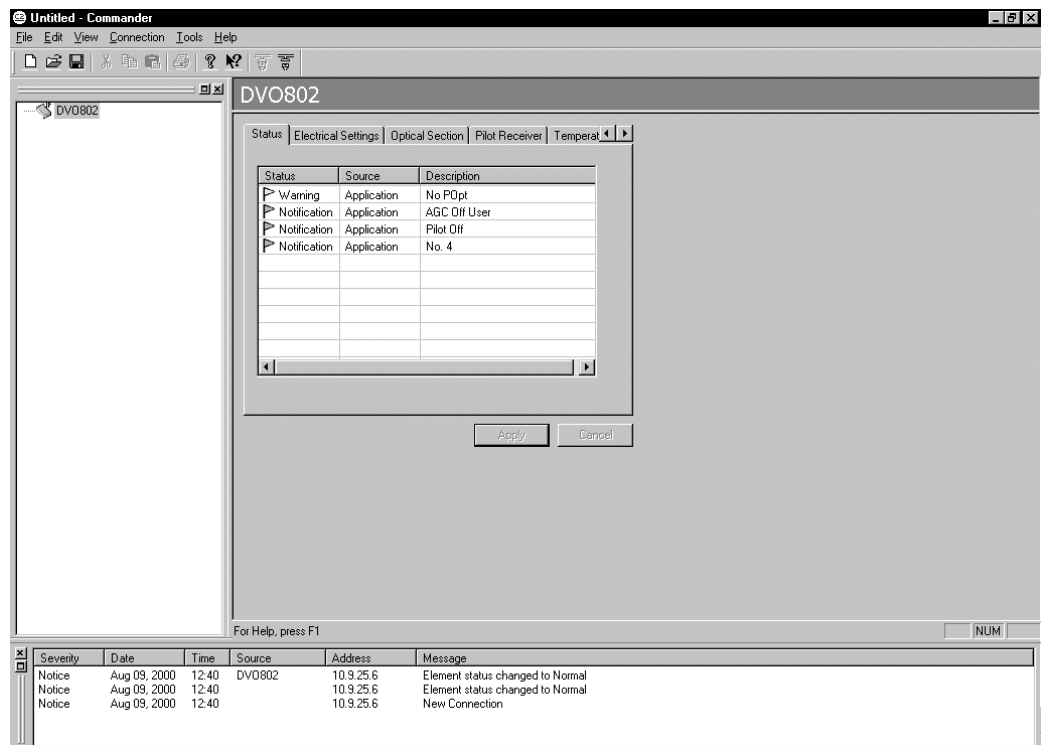 Untitled - Commander
File Edit View Connection Tools Help
DVO802
DVO802
Status Electrical Settings Optical Section Pilot Receiver Temperat
Status Source Description
Warning Application No POpt
Notification Application AGC Off User
Notification Application Pilot Off
Notification Application No. 4
Apply Cancel
For Help, press F1 NUM
Severity Date Time Source Address Message
Notice Aug 09, 2000 12:40 DVO802 10.9.25.6 Element status changed to Normal
Notice Aug 09, 2000 12:40 10.9.25.6 Element status changed to Normal
Notice Aug 09, 2000 12:40 10.9.25.6 New Connection